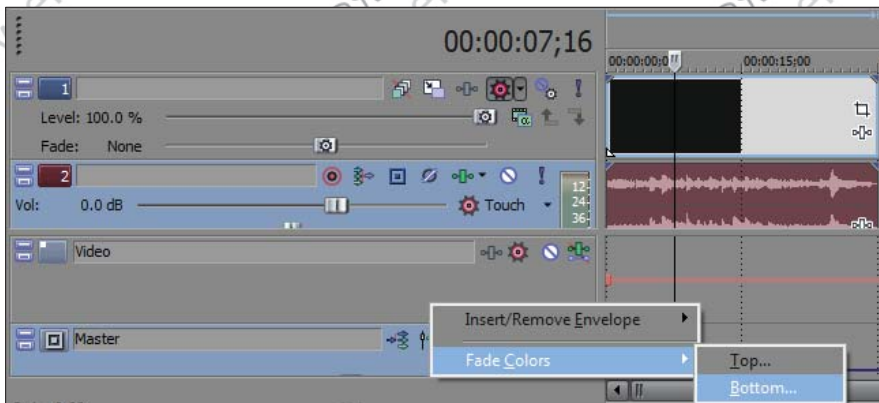 00:00:07;16
00:00:00;0
00:00:15;00
1
Level: 100.0 %
Fade: None
2
12
24
36
Vol: 0.0 dB
Touch
Video
Insert/Remove Envelope
Master
Fade Colors
Top...
Bottom...